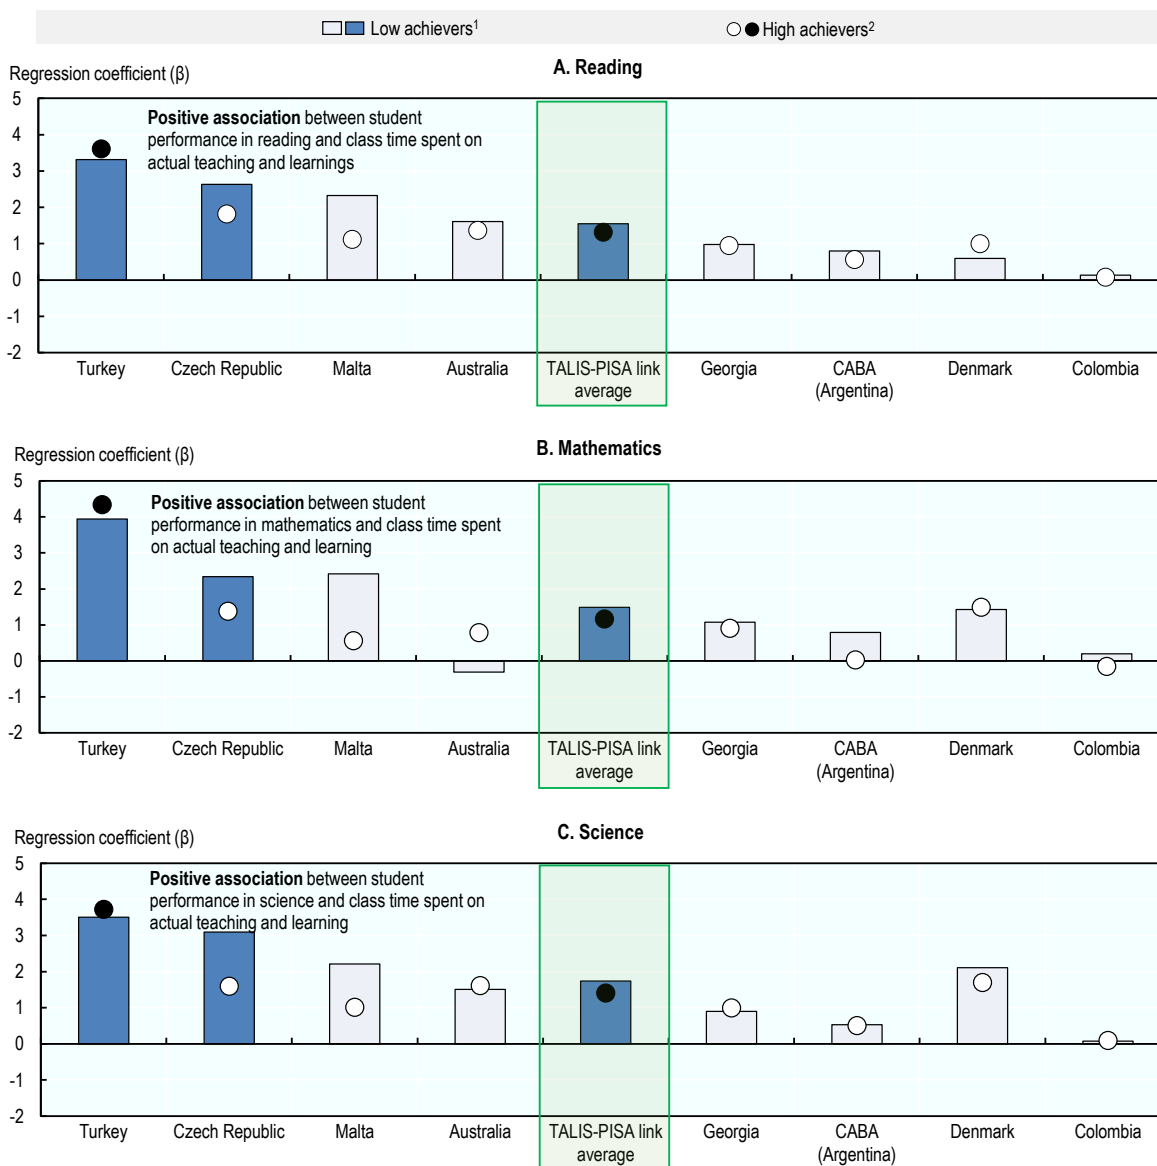 Low achievers1 High achievers2
A. Reading
Regression coefficient (β)
5
4
3
2
1
0
-1
-2
Positive association between student
performance in reading and class time spent on
actual teaching and learnings
Turkey Czech Republic Malta Australia TALIS-PISA link Georgia CABA Denmark Colombia
average (Argentina)
B. Mathematics
Regression coefficient (β)
5
4
3
2
1
0
-1
-2
Positive association between student
performance in mathematics and class time spent
on actual teaching and learning
Turkey Czech Republic Malta Australia TALIS-PISA link Georgia CABA Denmark Colombia
average (Argentina)
C. Science
Regression coefficient (β)
5
4
3
2
1
0
-1
-2
Positive association between student
performance in science and class time spent on
actual teaching and learning
Turkey Czech Republic Malta Australia TALIS-PISA link Georgia CABA Denmark Colombia
average (Argentina)